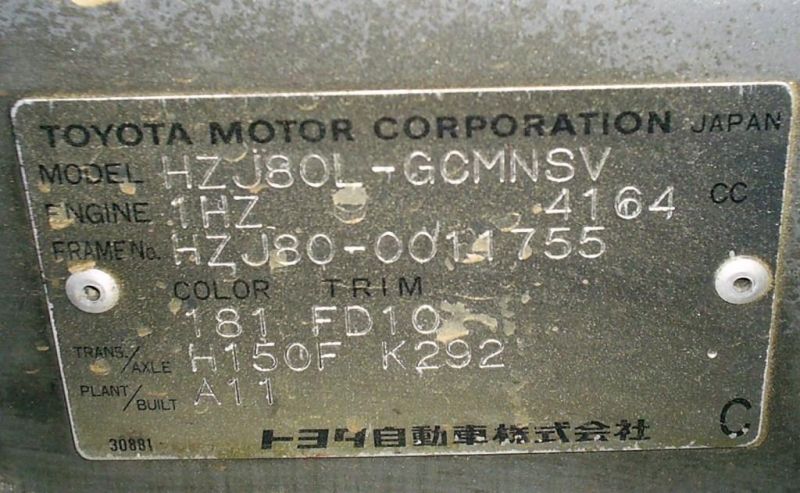 TOYOTA MOTOR CORPORATION JAPAN
MODEL HZJ80L-GCMNSV
ENGINE 1HZ 4164 CC
FRAME No. HZJ80-0011755
COLOR TRIM
181 FD10
TRANS./AXLE H150F K292
PLANT/BUILT A11
30881 トヨタ自動車株式会社 C